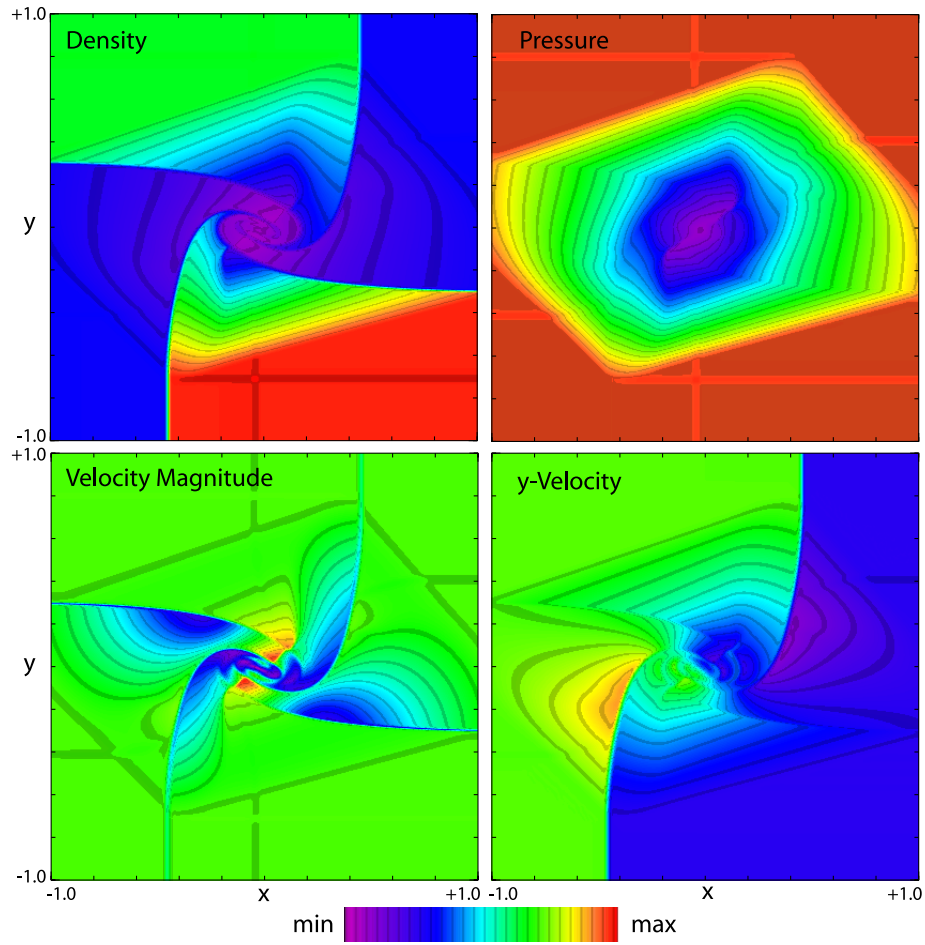 +1.0
Density
Pressure
y
-1.0
+1.0
Velocity Magnitude
y-Velocity
y
-1.0
-1.0
x
+1.0
-1.0
x
+1.0
min
max